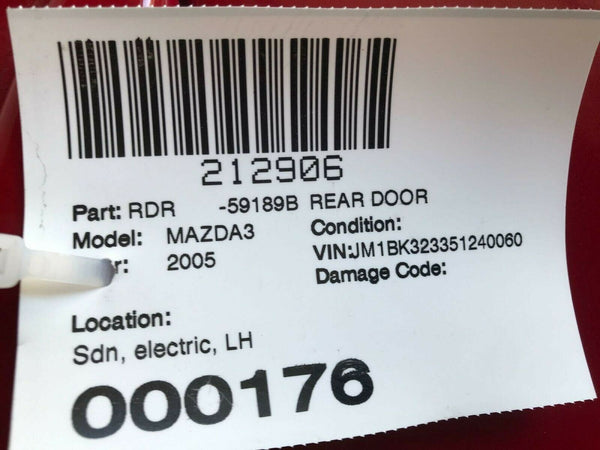 212906
Part: RDR -59189B REAR DOOR
Model: MAZDA3 Condition:
r: 2005 VIN:JM1BK323351240060
Damage Code:
Location:
Sdn, electric, LH
000176